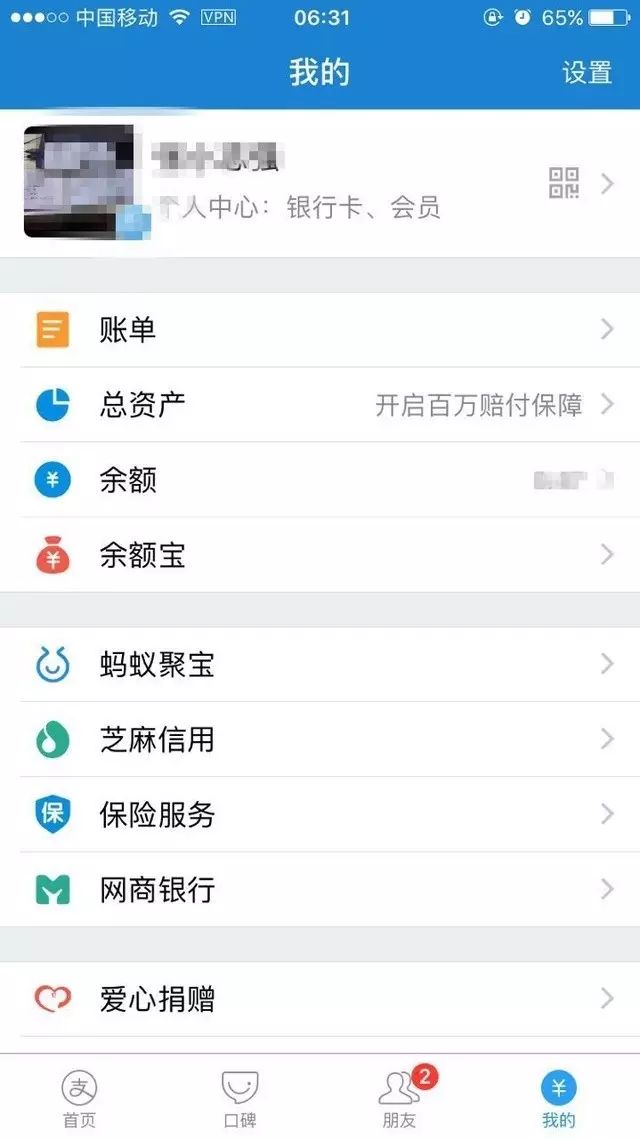 中国移动 VPN 06:31 65%
我的 设置
个人中心：银行卡、会员
账单
总资产 开启百万赔付保障
¥ 余额
¥ 余额宝
蚂蚁聚宝
芝麻信用
保 保险服务
网商银行
爱心捐赠
支 2 ¥
首页 口碑 朋友 我的